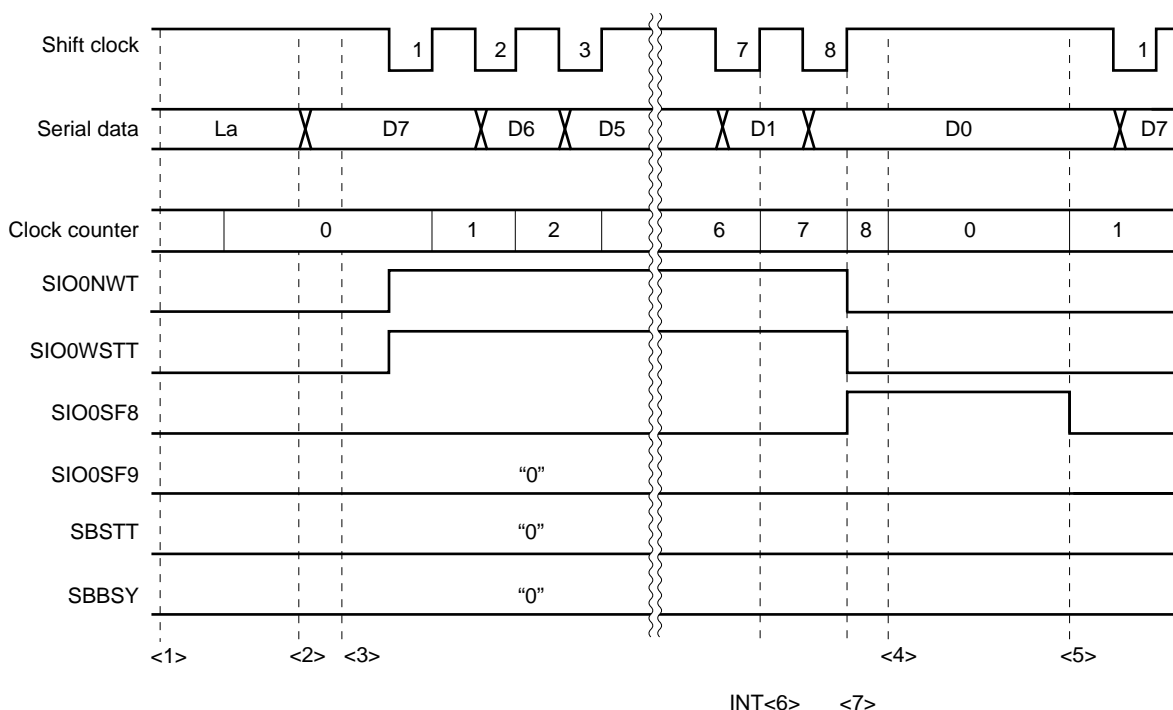 Shift clock 1 2 3 7 8 1
Serial data La D7 D6 D5 D1 D0 D7
Clock counter 0 1 2 6 7 8 0 1
SIO0NWT
SIO0WSTT
SIO0SF8
SIO0SF9 “0”
SBSTT “0”
SBBSY “0”
<1> <2> <3> <4> <5>
INT<6> <7>